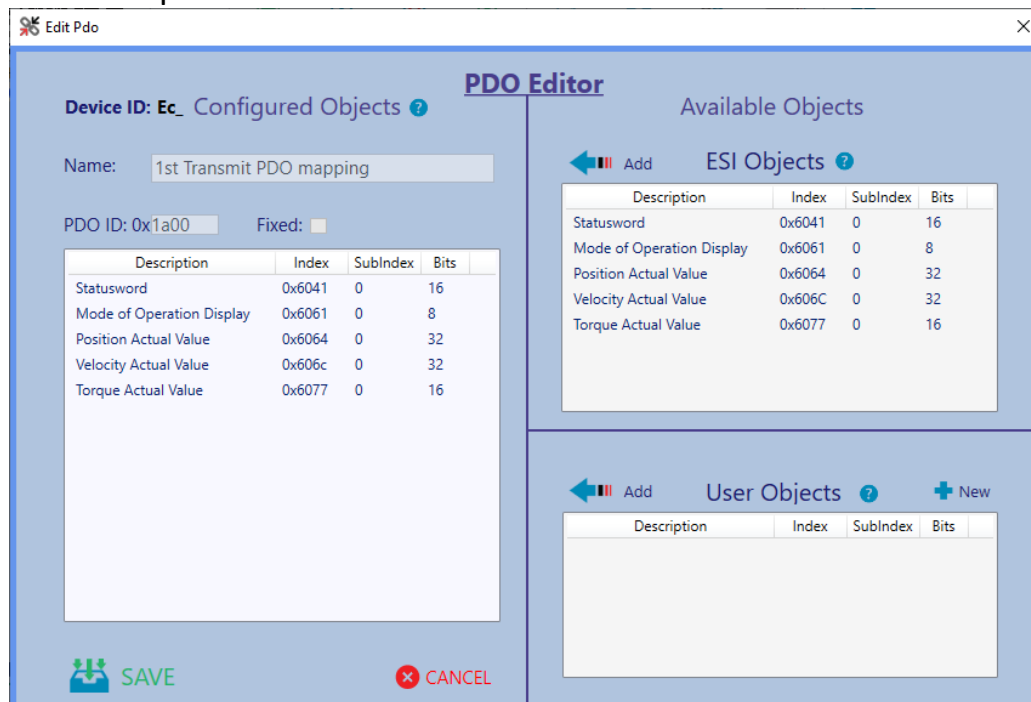 Edit Pdo
PDO Editor
Device ID: Ec_ Configured Objects ?
Name: 1st Transmit PDO mapping
PDO ID: 0x1a00 Fixed:
Description Index SubIndex Bits
Statusword 0x6041 0 16
Mode of Operation Display 0x6061 0 8
Position Actual Value 0x6064 0 32
Velocity Actual Value 0x606c 0 32
Torque Actual Value 0x6077 0 16
SAVE CANCEL
Available Objects
Add ESI Objects ?
Description Index SubIndex Bits
Statusword 0x6041 0 16
Mode of Operation Display 0x6061 0 8
Position Actual Value 0x6064 0 32
Velocity Actual Value 0x606C 0 32
Torque Actual Value 0x6077 0 16
Add User Objects ? New
Description Index SubIndex Bits